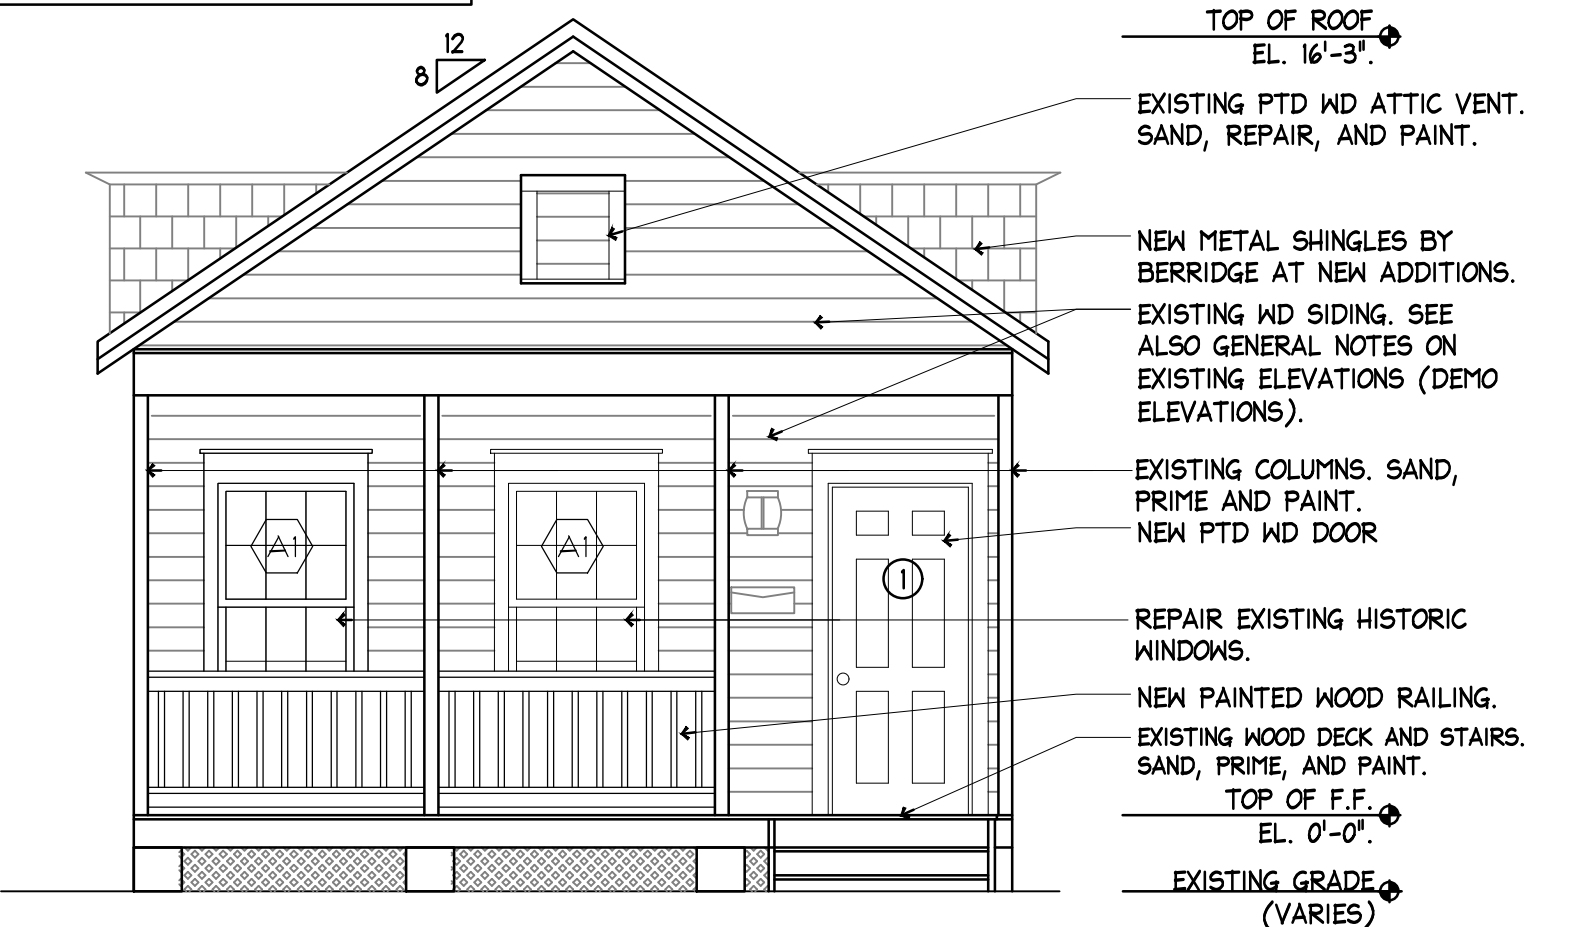 12
8
TOP OF ROOF
EL. 16'-3".
EXISTING PTD WD ATTIC VENT.
SAND, REPAIR, AND PAINT.
NEW METAL SHINGLES BY
BERRIDGE AT NEW ADDITIONS.
EXISTING WD SIDING. SEE
ALSO GENERAL NOTES ON
EXISTING ELEVATIONS (DEMO
ELEVATIONS).
EXISTING COLUMNS. SAND,
PRIME AND PAINT.
NEW PTD WD DOOR
A1
A1
1
REPAIR EXISTING HISTORIC
WINDOWS.
NEW PAINTED WOOD RAILING.
EXISTING WOOD DECK AND STAIRS.
SAND, PRIME, AND PAINT.
TOP OF F.F.
EL. 0'-0".
EXISTING GRADE
(VARIES)